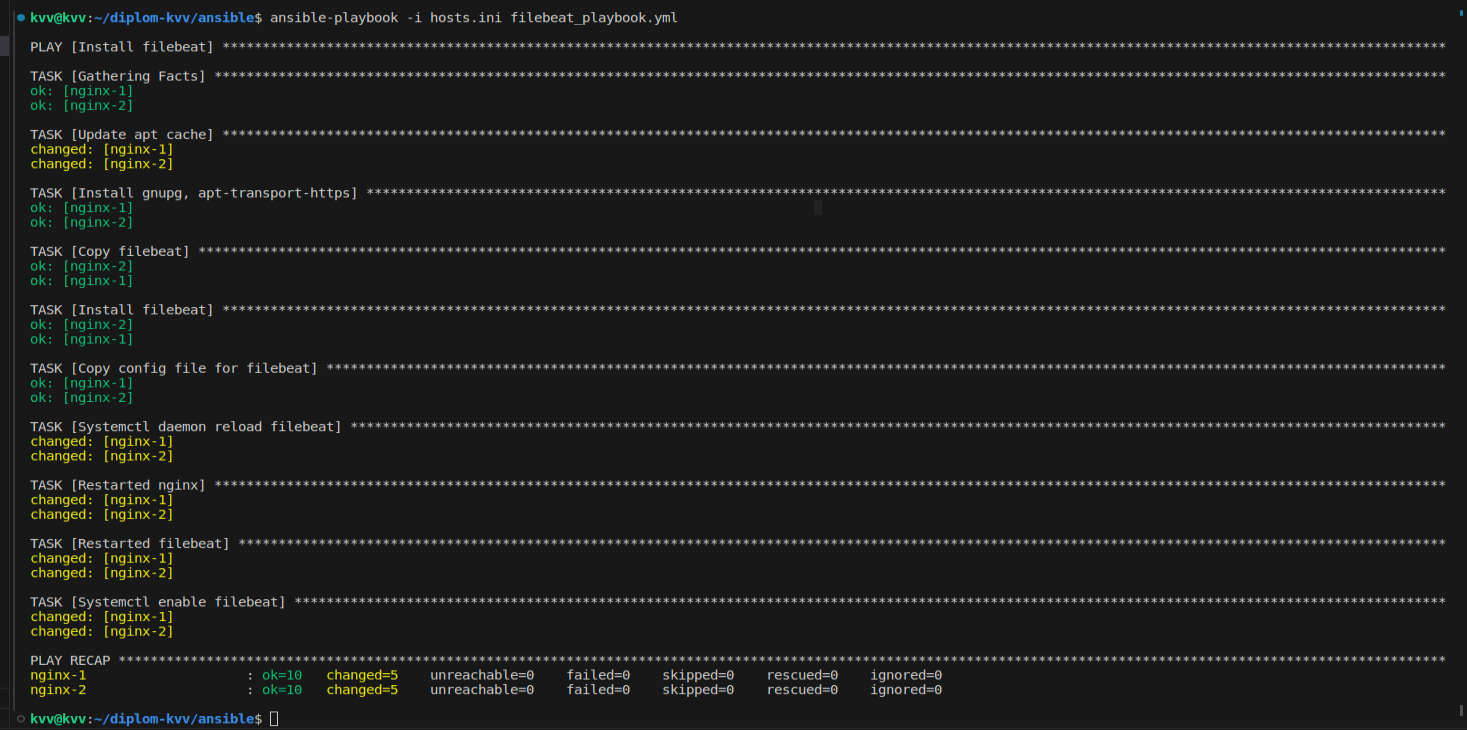 kvv@kvv:~/diplom-kvv/ansible$ ansible-playbook -i hosts.ini filebeat_playbook.yml
PLAY [Install filebeat] *********************************************************************************************************************************************************
TASK [Gathering Facts] **********************************************************************************************************************************************************
ok: [nginx-1]
ok: [nginx-2]
TASK [Update apt cache] *********************************************************************************************************************************************************
changed: [nginx-1]
changed: [nginx-2]
TASK [Install gnupg, apt-transport-https] ***************************************************************************************************************************************
ok: [nginx-1]
ok: [nginx-2]
TASK [Copy filebeat] ************************************************************************************************************************************************************
ok: [nginx-2]
ok: [nginx-1]
TASK [Install filebeat] *********************************************************************************************************************************************************
ok: [nginx-2]
ok: [nginx-1]
TASK [Copy config file for filebeat] ********************************************************************************************************************************************
ok: [nginx-1]
ok: [nginx-2]
TASK [Systemctl daemon reload filebeat] *****************************************************************************************************************************************
changed: [nginx-1]
changed: [nginx-2]
TASK [Restarted nginx] **********************************************************************************************************************************************************
changed: [nginx-1]
changed: [nginx-2]
TASK [Restarted filebeat] *******************************************************************************************************************************************************
changed: [nginx-1]
changed: [nginx-2]
TASK [Systemctl enable filebeat] ************************************************************************************************************************************************
changed: [nginx-1]
changed: [nginx-2]
PLAY RECAP **********************************************************************************************************************************************************************
nginx-1                    : ok=10   changed=5    unreachable=0    failed=0    skipped=0    rescued=0    ignored=0
nginx-2                    : ok=10   changed=5    unreachable=0    failed=0    skipped=0    rescued=0    ignored=0
kvv@kvv:~/diplom-kvv/ansible$